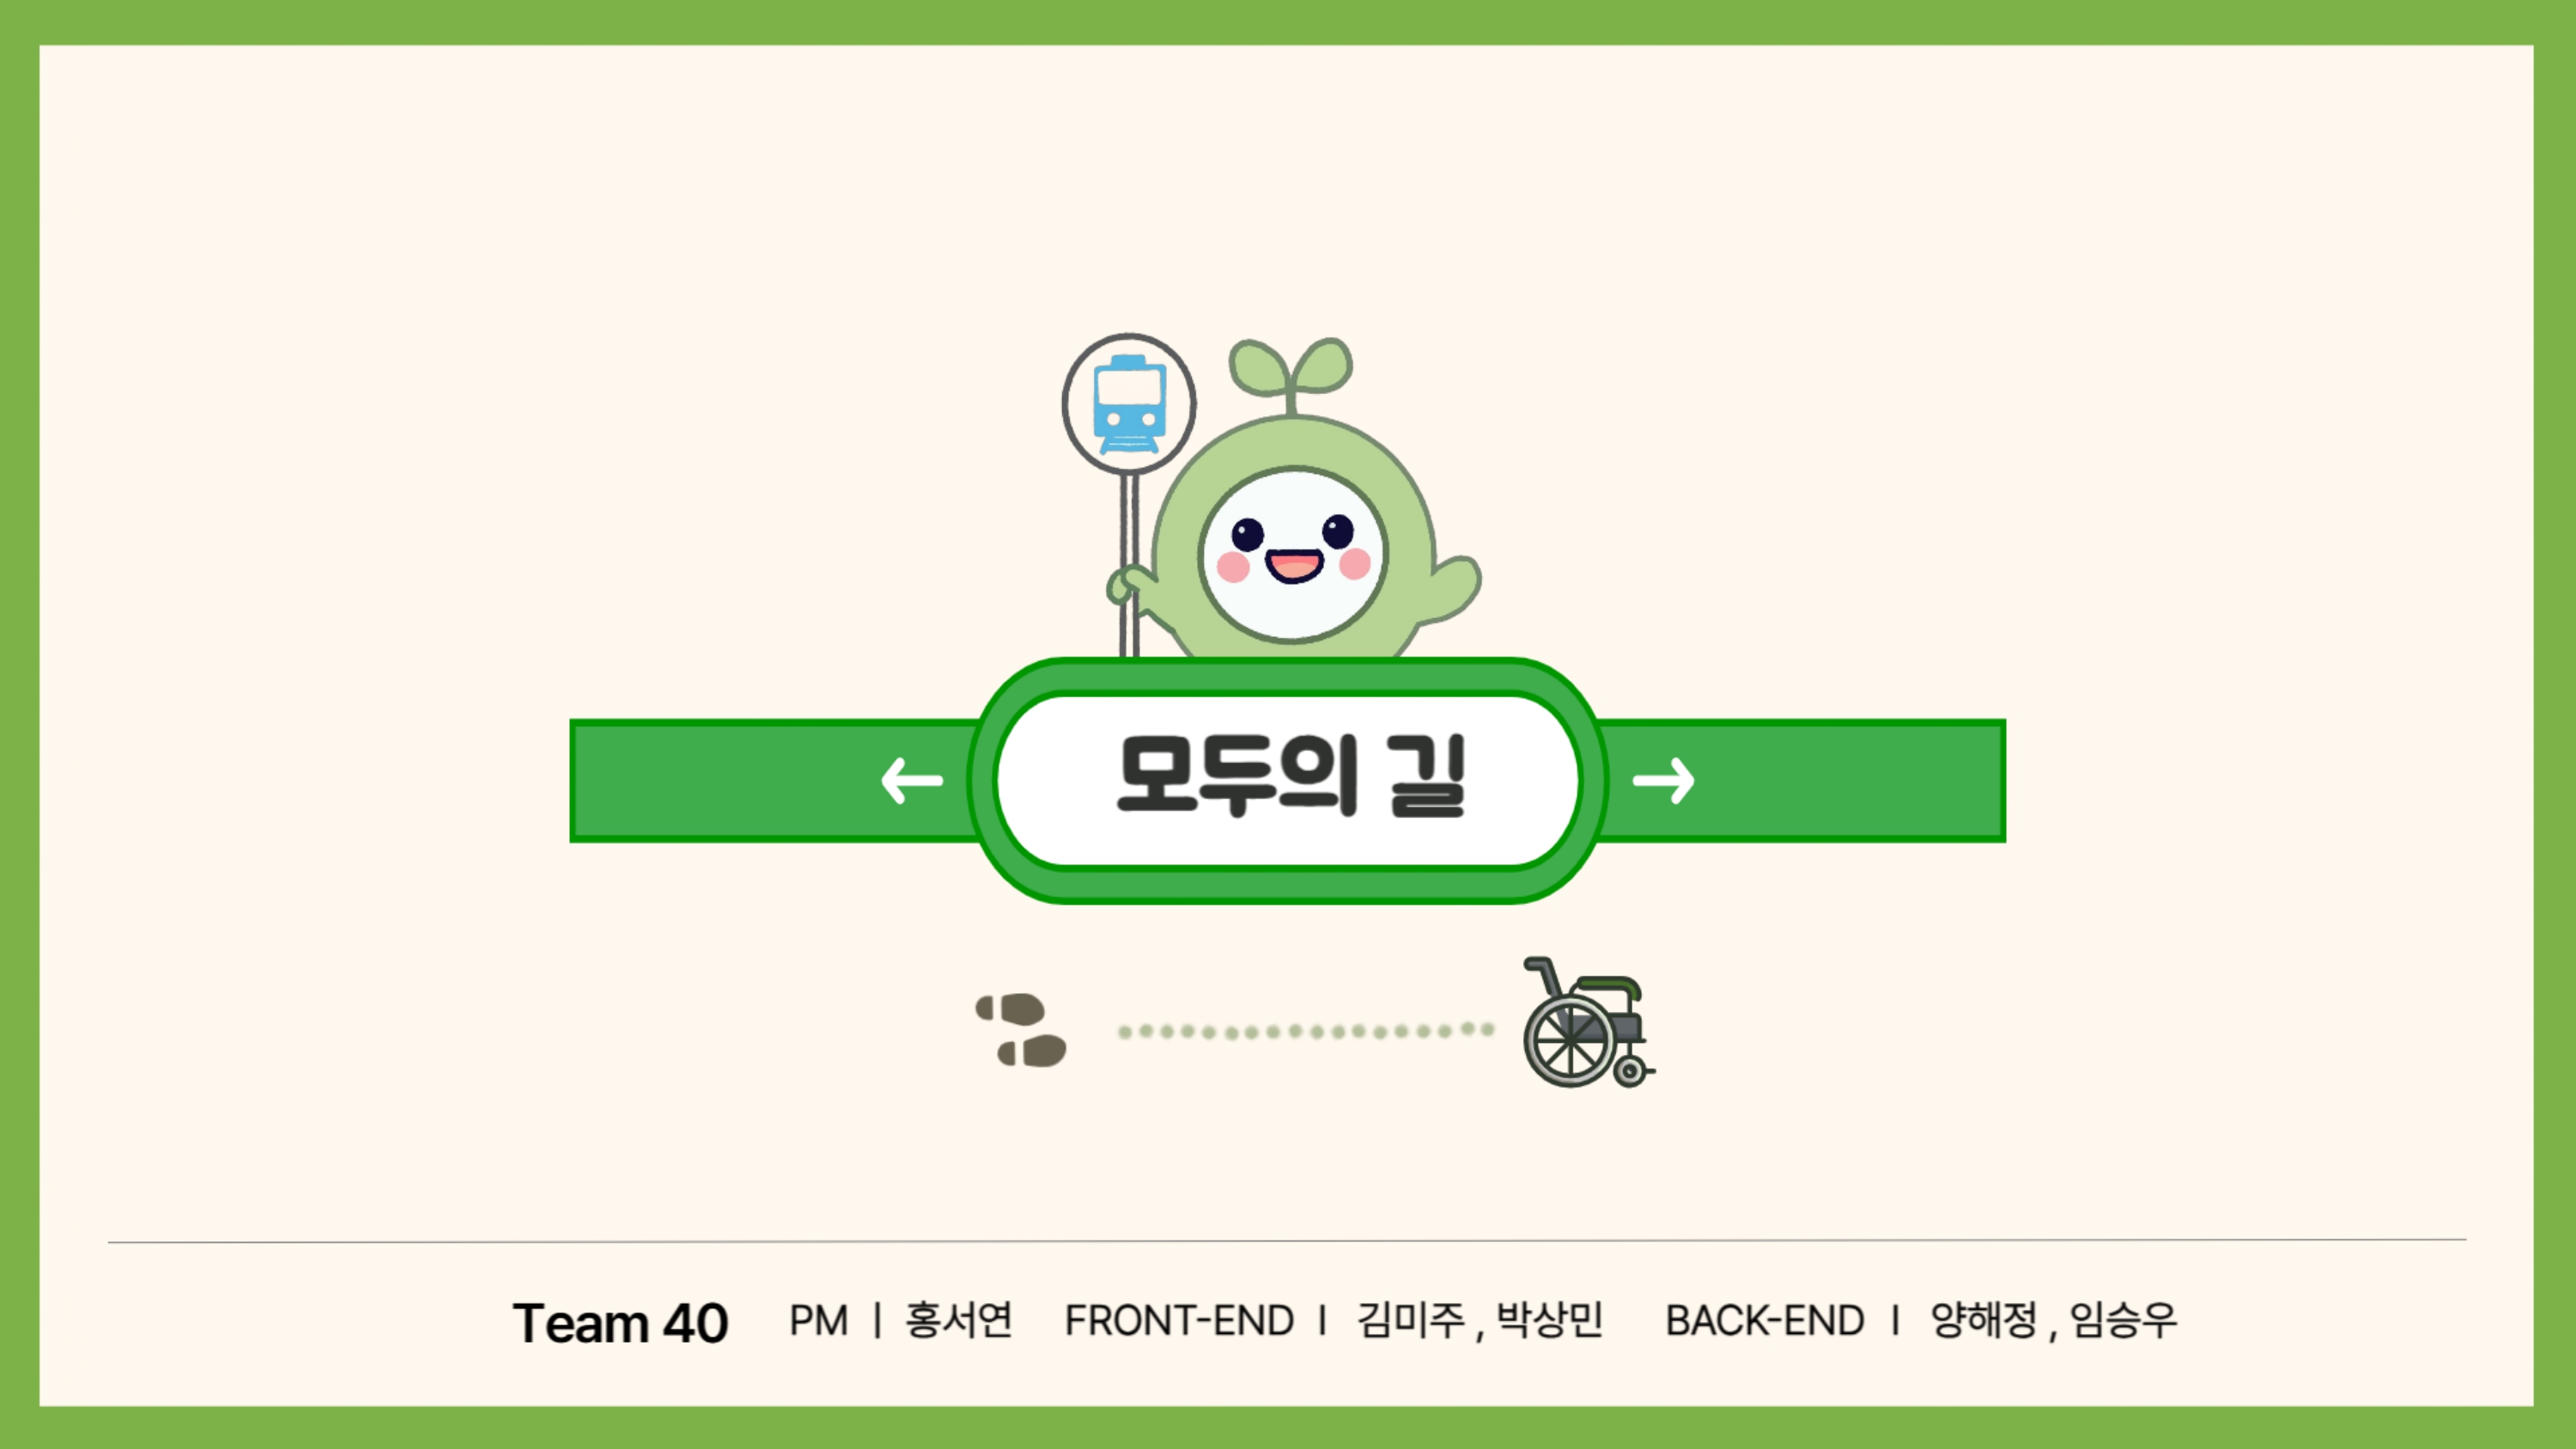 모두의 길
Team 40 PM | 홍서연 FRONT-END I 김미주 , 박상민 BACK-END I 양해정 , 임승우